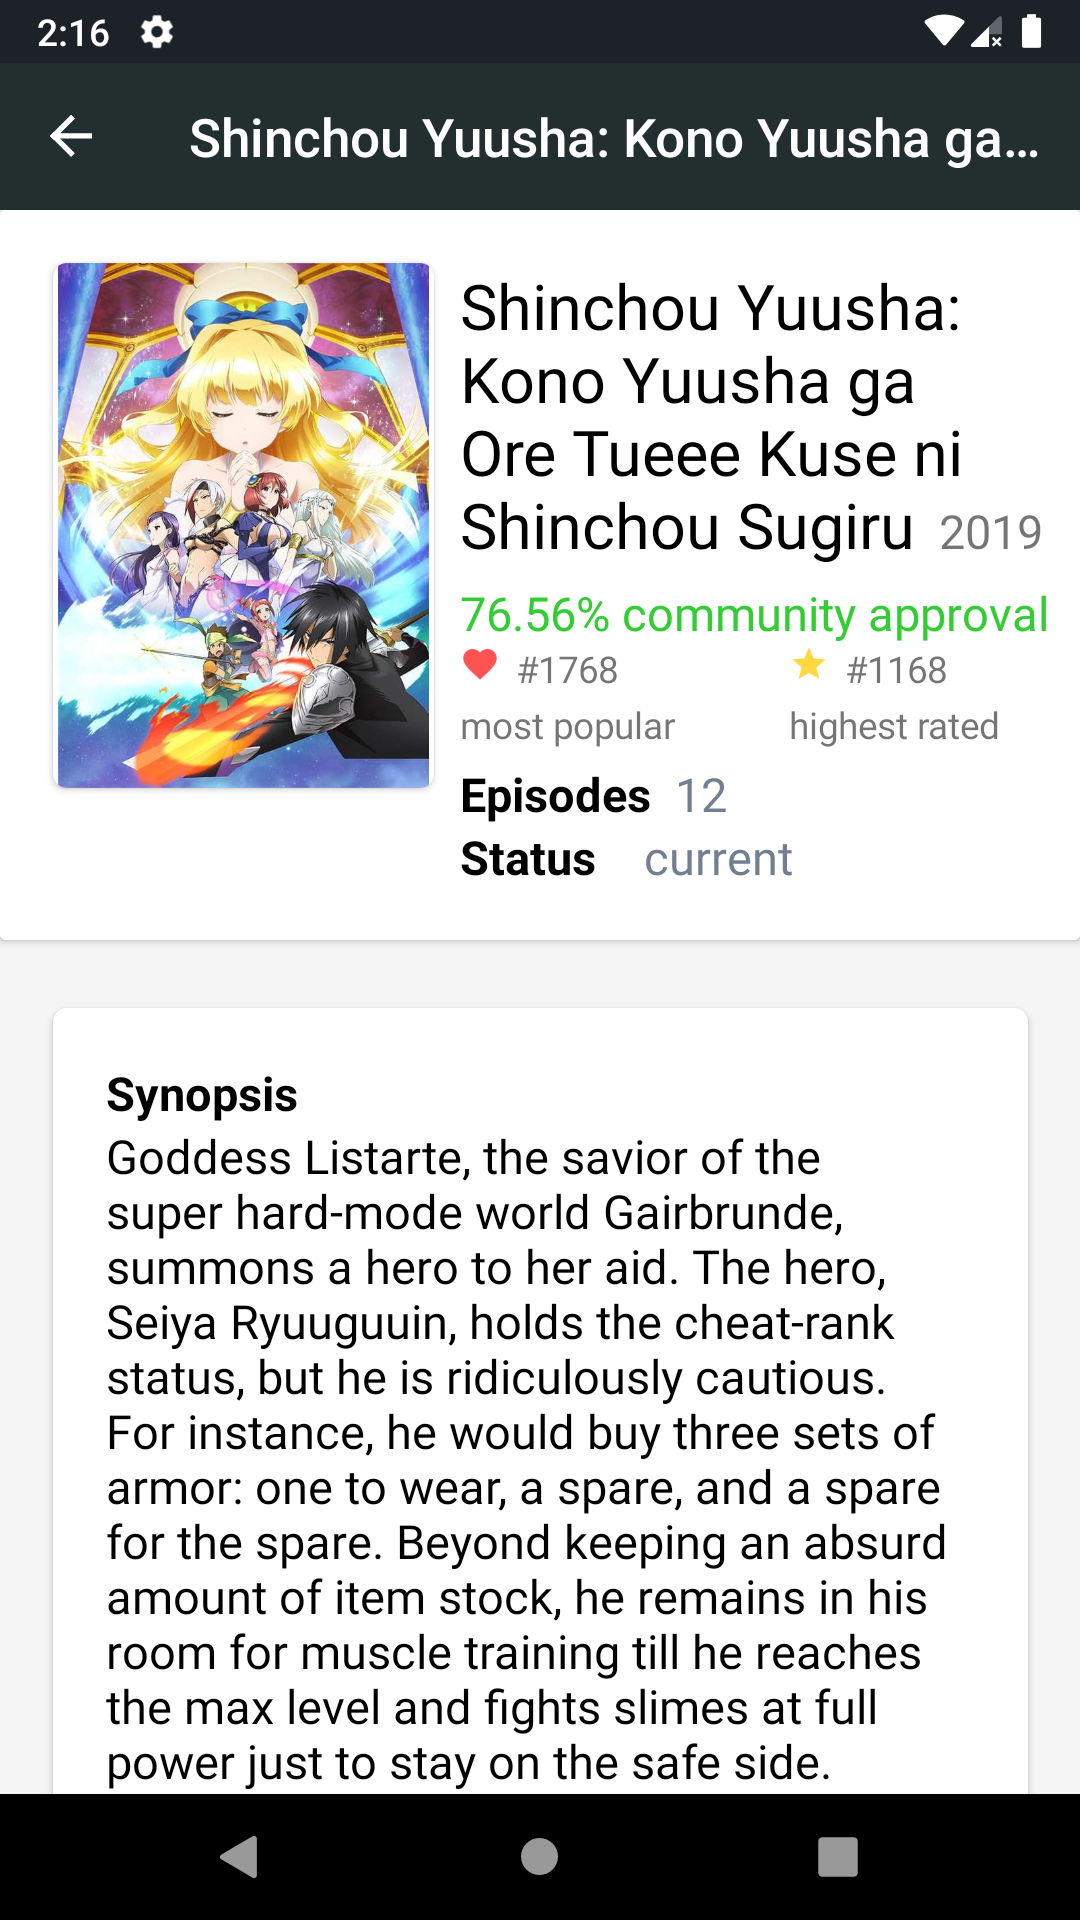 2:16
Shinchou Yuusha: Kono Yuusha ga...
Shinchou Yuusha:
Kono Yuusha ga
Ore Tueee Kuse ni
Shinchou Sugiru 2019
76.56% community approval
#1768 #1168
most popular highest rated
Episodes 12
Status current
Synopsis
Goddess Listarte, the savior of the
super hard-mode world Gairbrunde,
summons a hero to her aid. The hero,
Seiya Ryuuguuin, holds the cheat-rank
status, but he is ridiculously cautious.
For instance, he would buy three sets of
armor: one to wear, a spare, and a spare
for the spare. Beyond keeping an absurd
amount of item stock, he remains in his
room for muscle training till he reaches
the max level and fights slimes at full
power just to stay on the safe side.